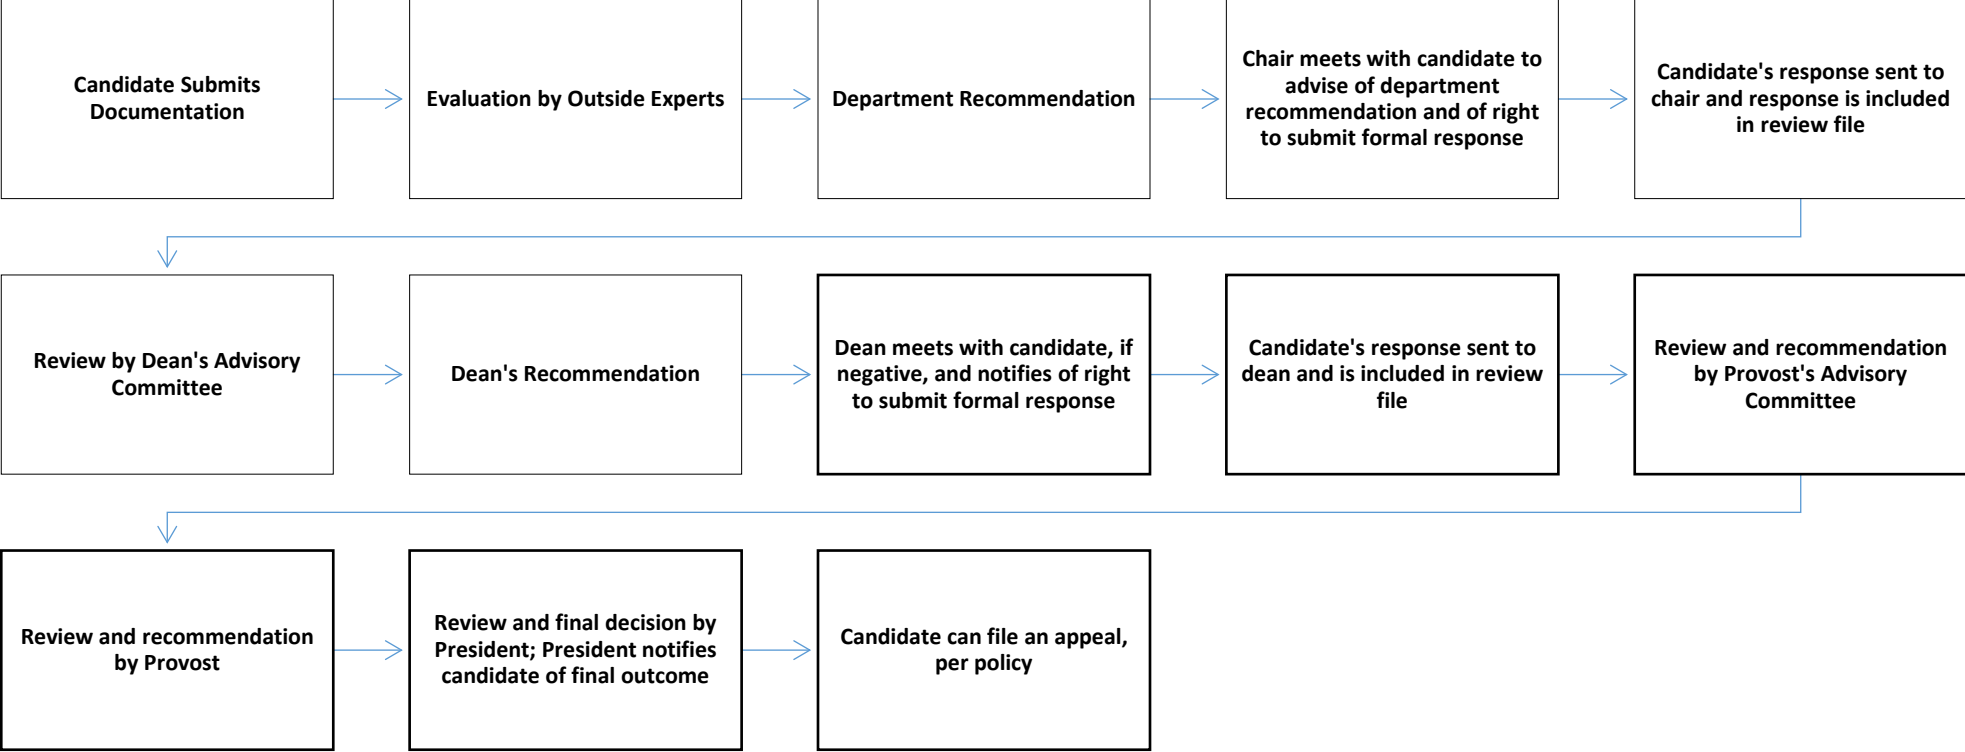 Candidate Submits
Documentation
Evaluation by Outside Experts
Department Recommendation
Chair meets with candidate to
advise of department
recommendation and of right
to submit formal response
Candidate's response sent to
chair and response is included
in review file
Review by Dean's Advisory
Committee
Dean's Recommendation
Dean meets with candidate, if
negative, and notifies of right
to submit formal response
Candidate's response sent to
dean and is included in review
file
Review and recommendation
by Provost's Advisory
Committee
Review and recommendation
by Provost
Review and final decision by
President; President notifies
candidate of final outcome
Candidate can file an appeal,
per policy